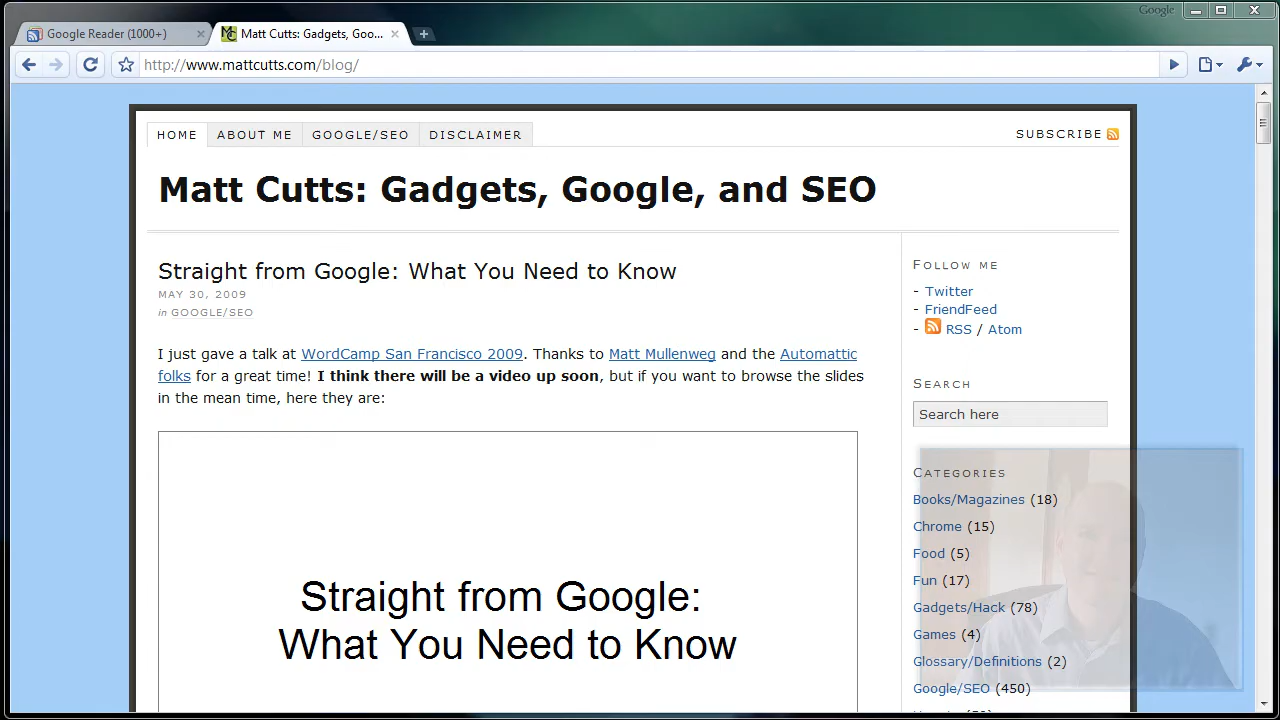 Google
Google Reader (1000+)
Matt Cutts: Gadgets, Goo...
http://www.mattcutts.com/blog/
HOME ABOUT ME GOOGLE/SEO DISCLAIMER
SUBSCRIBE
Matt Cutts: Gadgets, Google, and SEO
Straight from Google: What You Need to Know
MAY 30, 2009
in GOOGLE/SEO
I just gave a talk at WordCamp San Francisco 2009. Thanks to Matt Mullenweg and the Automattic
folks for a great time! I think there will be a video up soon, but if you want to browse the slides
in the mean time, here they are:
Straight from Google:
What You Need to Know
FOLLOW ME
- Twitter
- FriendFeed
- RSS / Atom
SEARCH
Search here
CATEGORIES
Books/Magazines (18)
Chrome (15)
Food (5)
Fun (17)
Gadgets/Hack (78)
Games (4)
Glossary/Definitions (2)
Google/SEO (450)